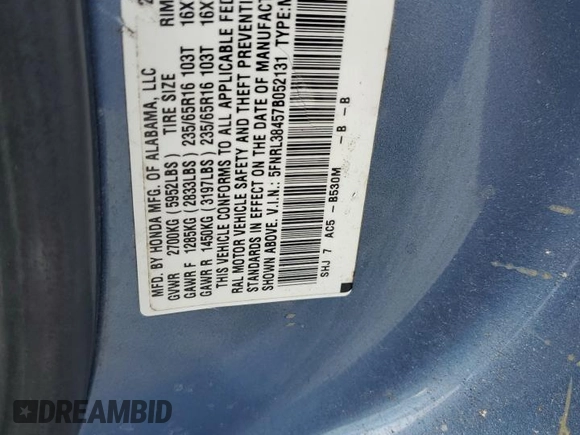 MFD. BY HONDA MFG. OF ALABAMA, LLC
GVWR 2700KG (5952LBS) TIRE SIZE RIM
GAWR F 1285KG (2833LBS) 235/65R16 103T 16X
GAWR R 1450KG (3197LBS) 235/65R16 103T 16X
THIS VEHICLE CONFORMS TO ALL APPLICABLE FED
RAL MOTOR VEHICLE SAFETY AND THEFT PREVENTI
STANDARDS IN EFFECT ON THE DATE OF MANUFACT
SHOWN ABOVE. V.I.N.: 5FNRL38457B052131 TYPE:
SHJ 7 AC5 - B530M - B - B
DREAMBID